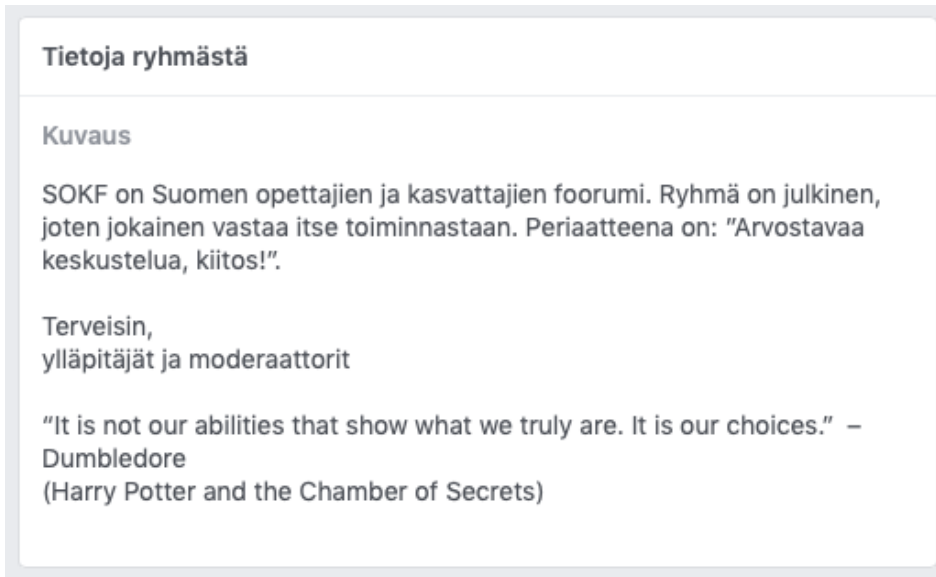 Tietoja ryhmästä
Kuvaus
SOKF on Suomen opettajien ja kasvattajien foorumi. Ryhmä on julkinen,
joten jokainen vastaa itse toiminnastaan. Periaatteena on: ”Arvostavaa
keskustelua, kiitos!”.
Terveisin,
ylläpitäjät ja moderaattorit
“It is not our abilities that show what we truly are. It is our choices.” –
Dumbledore
(Harry Potter and the Chamber of Secrets)